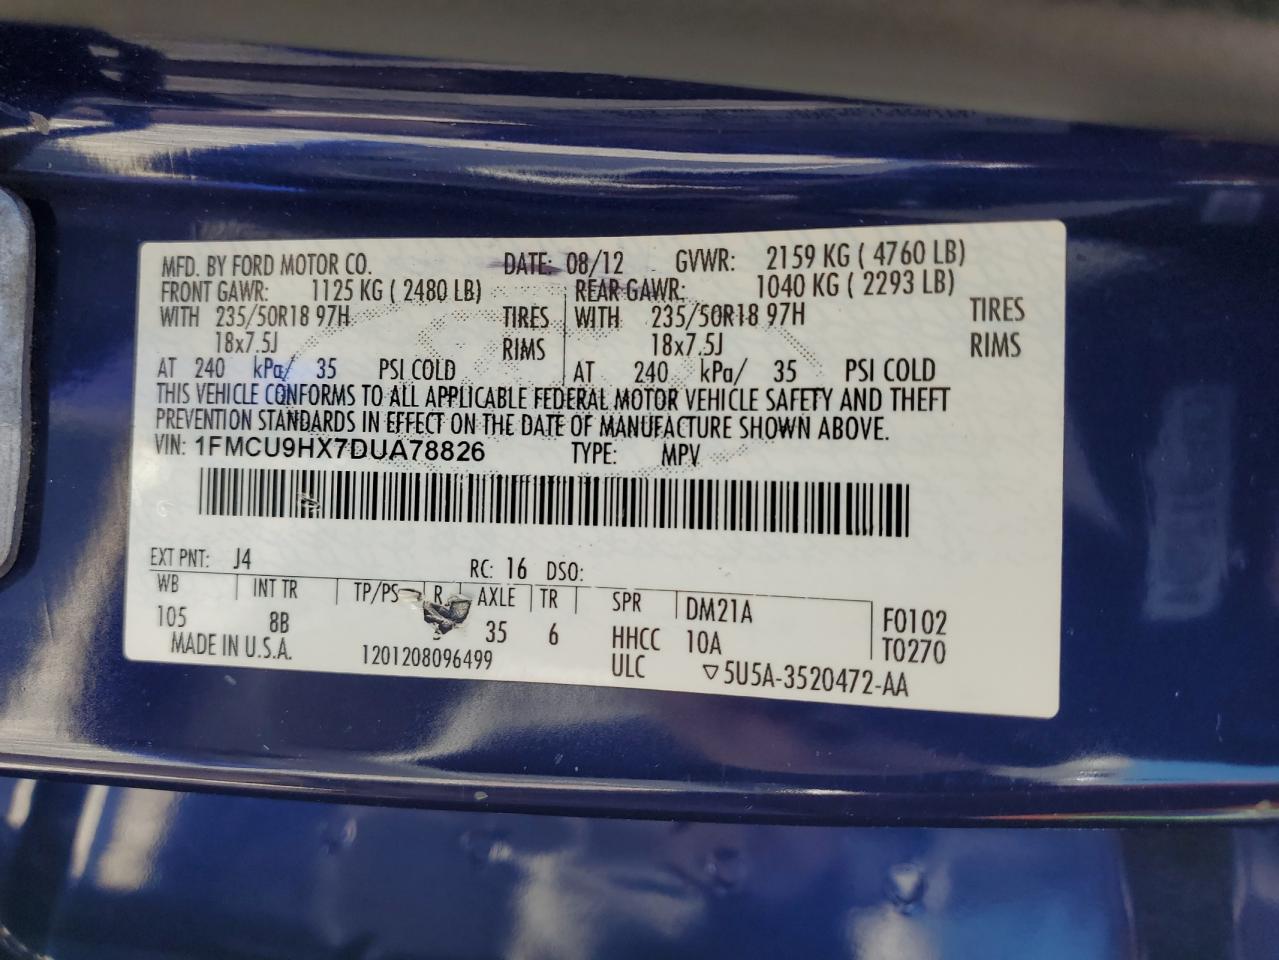 MFD. BY FORD MOTOR CO. DATE: 08/12 GVWR: 2159 KG ( 4760 LB)
FRONT GAWR: 1125 KG ( 2480 LB) REAR GAWR: 1040 KG ( 2293 LB)
WITH 235/50R18 97H TIRES WITH 235/50R18 97H TIRES
18x7.5J RIMS 18x7.5J RIMS
AT 240 kPa/ 35 PSI COLD AT 240 kPa/ 35 PSI COLD
THIS VEHICLE CONFORMS TO ALL APPLICABLE FEDERAL MOTOR VEHICLE SAFETY AND THEFT
PREVENTION STANDARDS IN EFFECT ON THE DATE OF MANUFACTURE SHOWN ABOVE.
VIN: 1FMCU9HX7DUA78826 TYPE: MPV
EXT PNT: J4 RC: 16 DSO:
WB INT TR TP/PS R AXLE TR SPR DM21A F0102
105 8B 35 6 HHCC 10A T0270
MADE IN U.S.A. 1201208096499 ULC ▽5U5A-3520472-AA